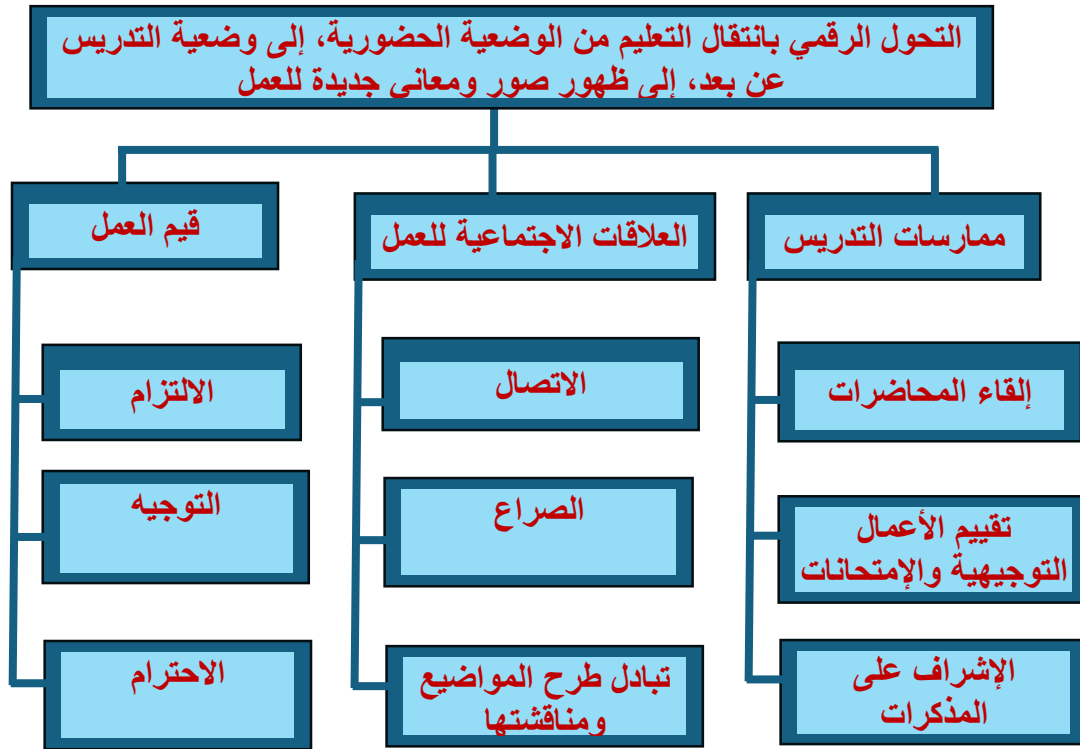 التحول الرقمي بانتقال التعليم من الوضعية الحضورية، إلى وضعية التدريس
عن بعد، إلى ظهور صور ومعاني جديدة للعمل
ممارسات التدريس
إلقاء المحاضرات
تقييم الأعمال
التوجيهية والإمتحانات
الإشراف على
المذكرات
العلاقات الاجتماعية للعمل
الاتصال
الصراع
تبادل طرح المواضيع
ومناقشتها
قيم العمل
الالتزام
التوجيه
الاحترام